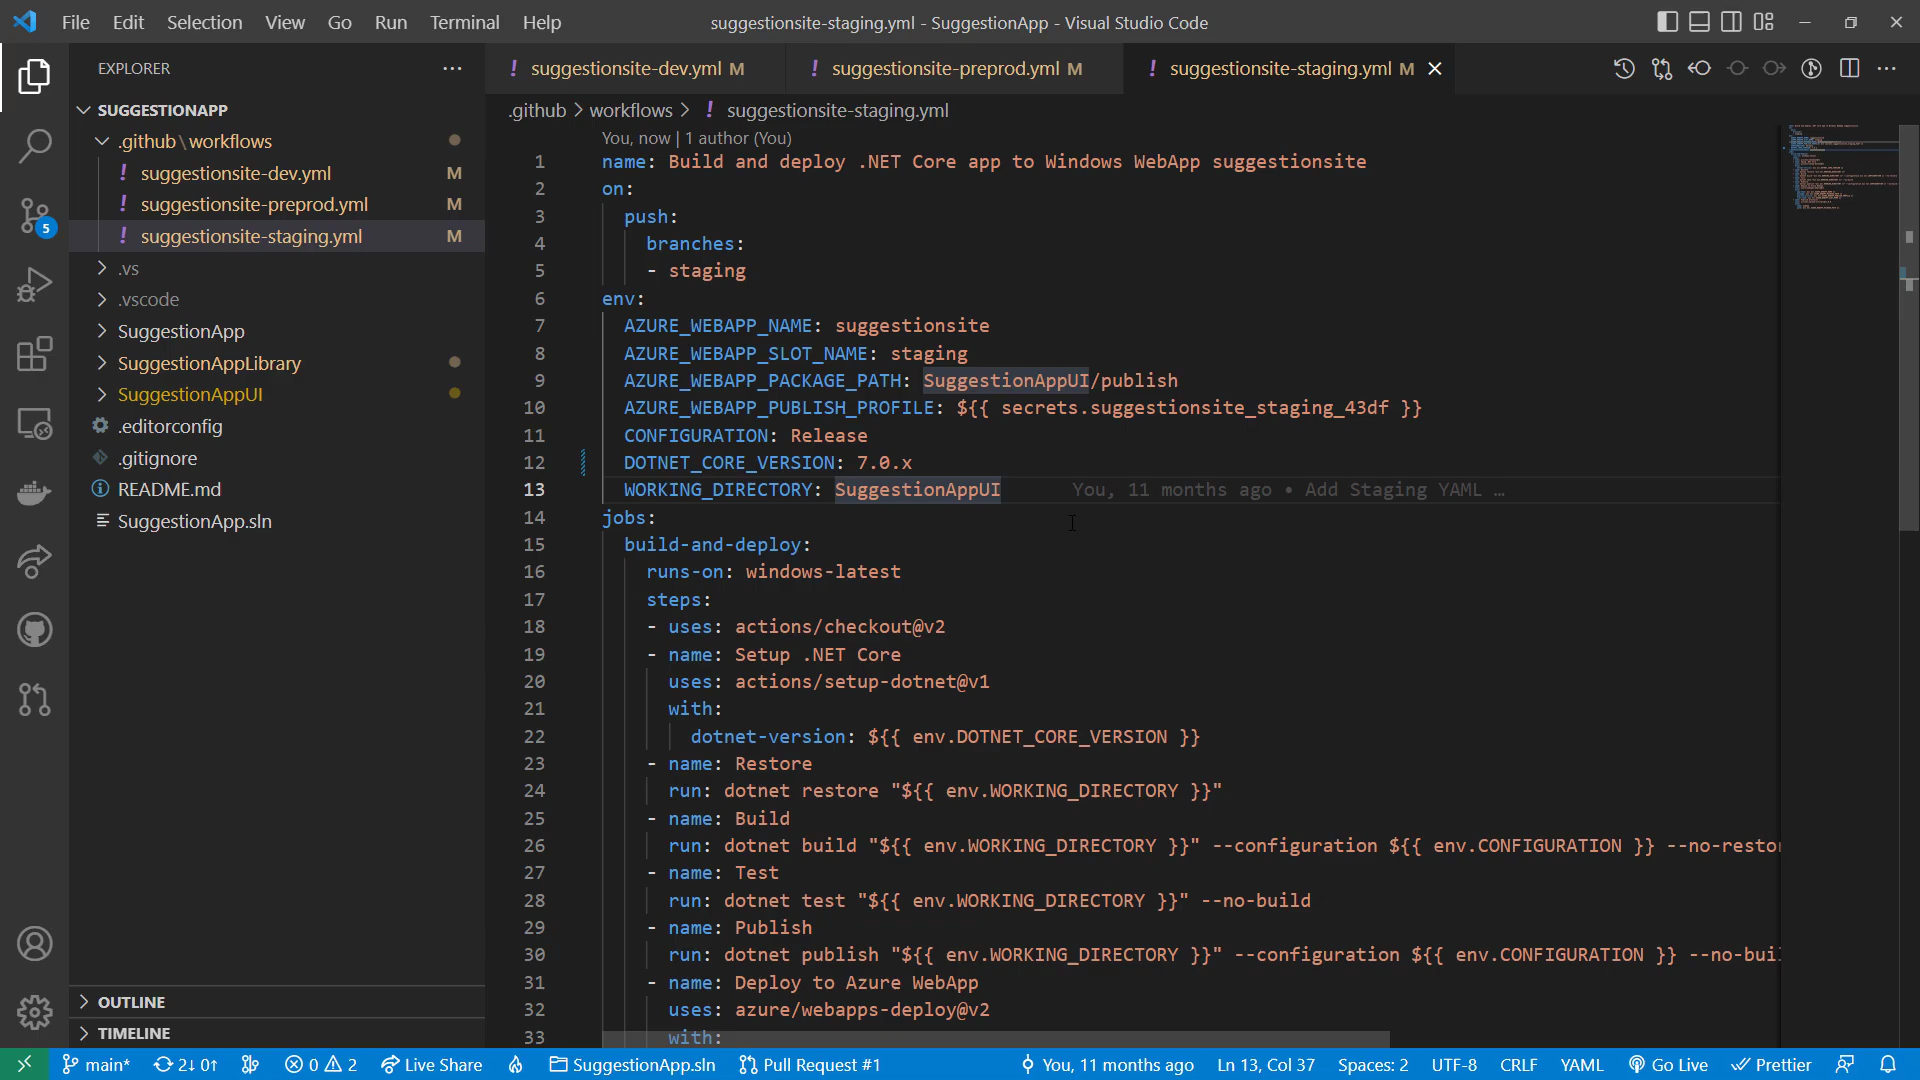 File Edit Selection View Go Run Terminal Help suggestionsite-staging.yml - SuggestionApp - Visual Studio Code
EXPLORER
SUGGESTIONAPP
.github\workflows
! suggestionsite-dev.yml M
! suggestionsite-preprod.yml M
! suggestionsite-staging.yml M
.vs
.vscode
SuggestionApp
SuggestionAppLibrary
SuggestionAppUI
.editorconfig
.gitignore
README.md
SuggestionApp.sln
OUTLINE
TIMELINE
5
! suggestionsite-dev.yml M ! suggestionsite-preprod.yml M ! suggestionsite-staging.yml M
.github > workflows > ! suggestionsite-staging.yml
You, now | 1 author (You)
1 name: Build and deploy .NET Core app to Windows WebApp suggestionsite
2 on:
3 push:
4 branches:
5 - staging
6 env:
7 AZURE_WEBAPP_NAME: suggestionsite
8 AZURE_WEBAPP_SLOT_NAME: staging
9 AZURE_WEBAPP_PACKAGE_PATH: SuggestionAppUI/publish
10 AZURE_WEBAPP_PUBLISH_PROFILE: ${{ secrets.suggestionsite_staging_43df }}
11 CONFIGURATION: Release
12 DOTNET_CORE_VERSION: 7.0.x
13 WORKING_DIRECTORY: SuggestionAppUI You, 11 months ago • Add Staging YAML …
14 jobs:
15 build-and-deploy:
16 runs-on: windows-latest
17 steps:
18 - uses: actions/checkout@v2
19 - name: Setup .NET Core
20 uses: actions/setup-dotnet@v1
21 with:
22 dotnet-version: ${{ env.DOTNET_CORE_VERSION }}
23 - name: Restore
24 run: dotnet restore "${{ env.WORKING_DIRECTORY }}"
25 - name: Build
26 run: dotnet build "${{ env.WORKING_DIRECTORY }}" --configuration ${{ env.CONFIGURATION }} --no-restor
27 - name: Test
28 run: dotnet test "${{ env.WORKING_DIRECTORY }}" --no-build
29 - name: Publish
30 run: dotnet publish "${{ env.WORKING_DIRECTORY }}" --configuration ${{ env.CONFIGURATION }} --no-buil
31 - name: Deploy to Azure WebApp
32 uses: azure/webapps-deploy@v2
33 with:
main* 2↓ 0↑ 0 2 Live Share SuggestionApp.sln Pull Request #1 You, 11 months ago Ln 13, Col 37 Spaces: 2 UTF-8 CRLF YAML Go Live Prettier